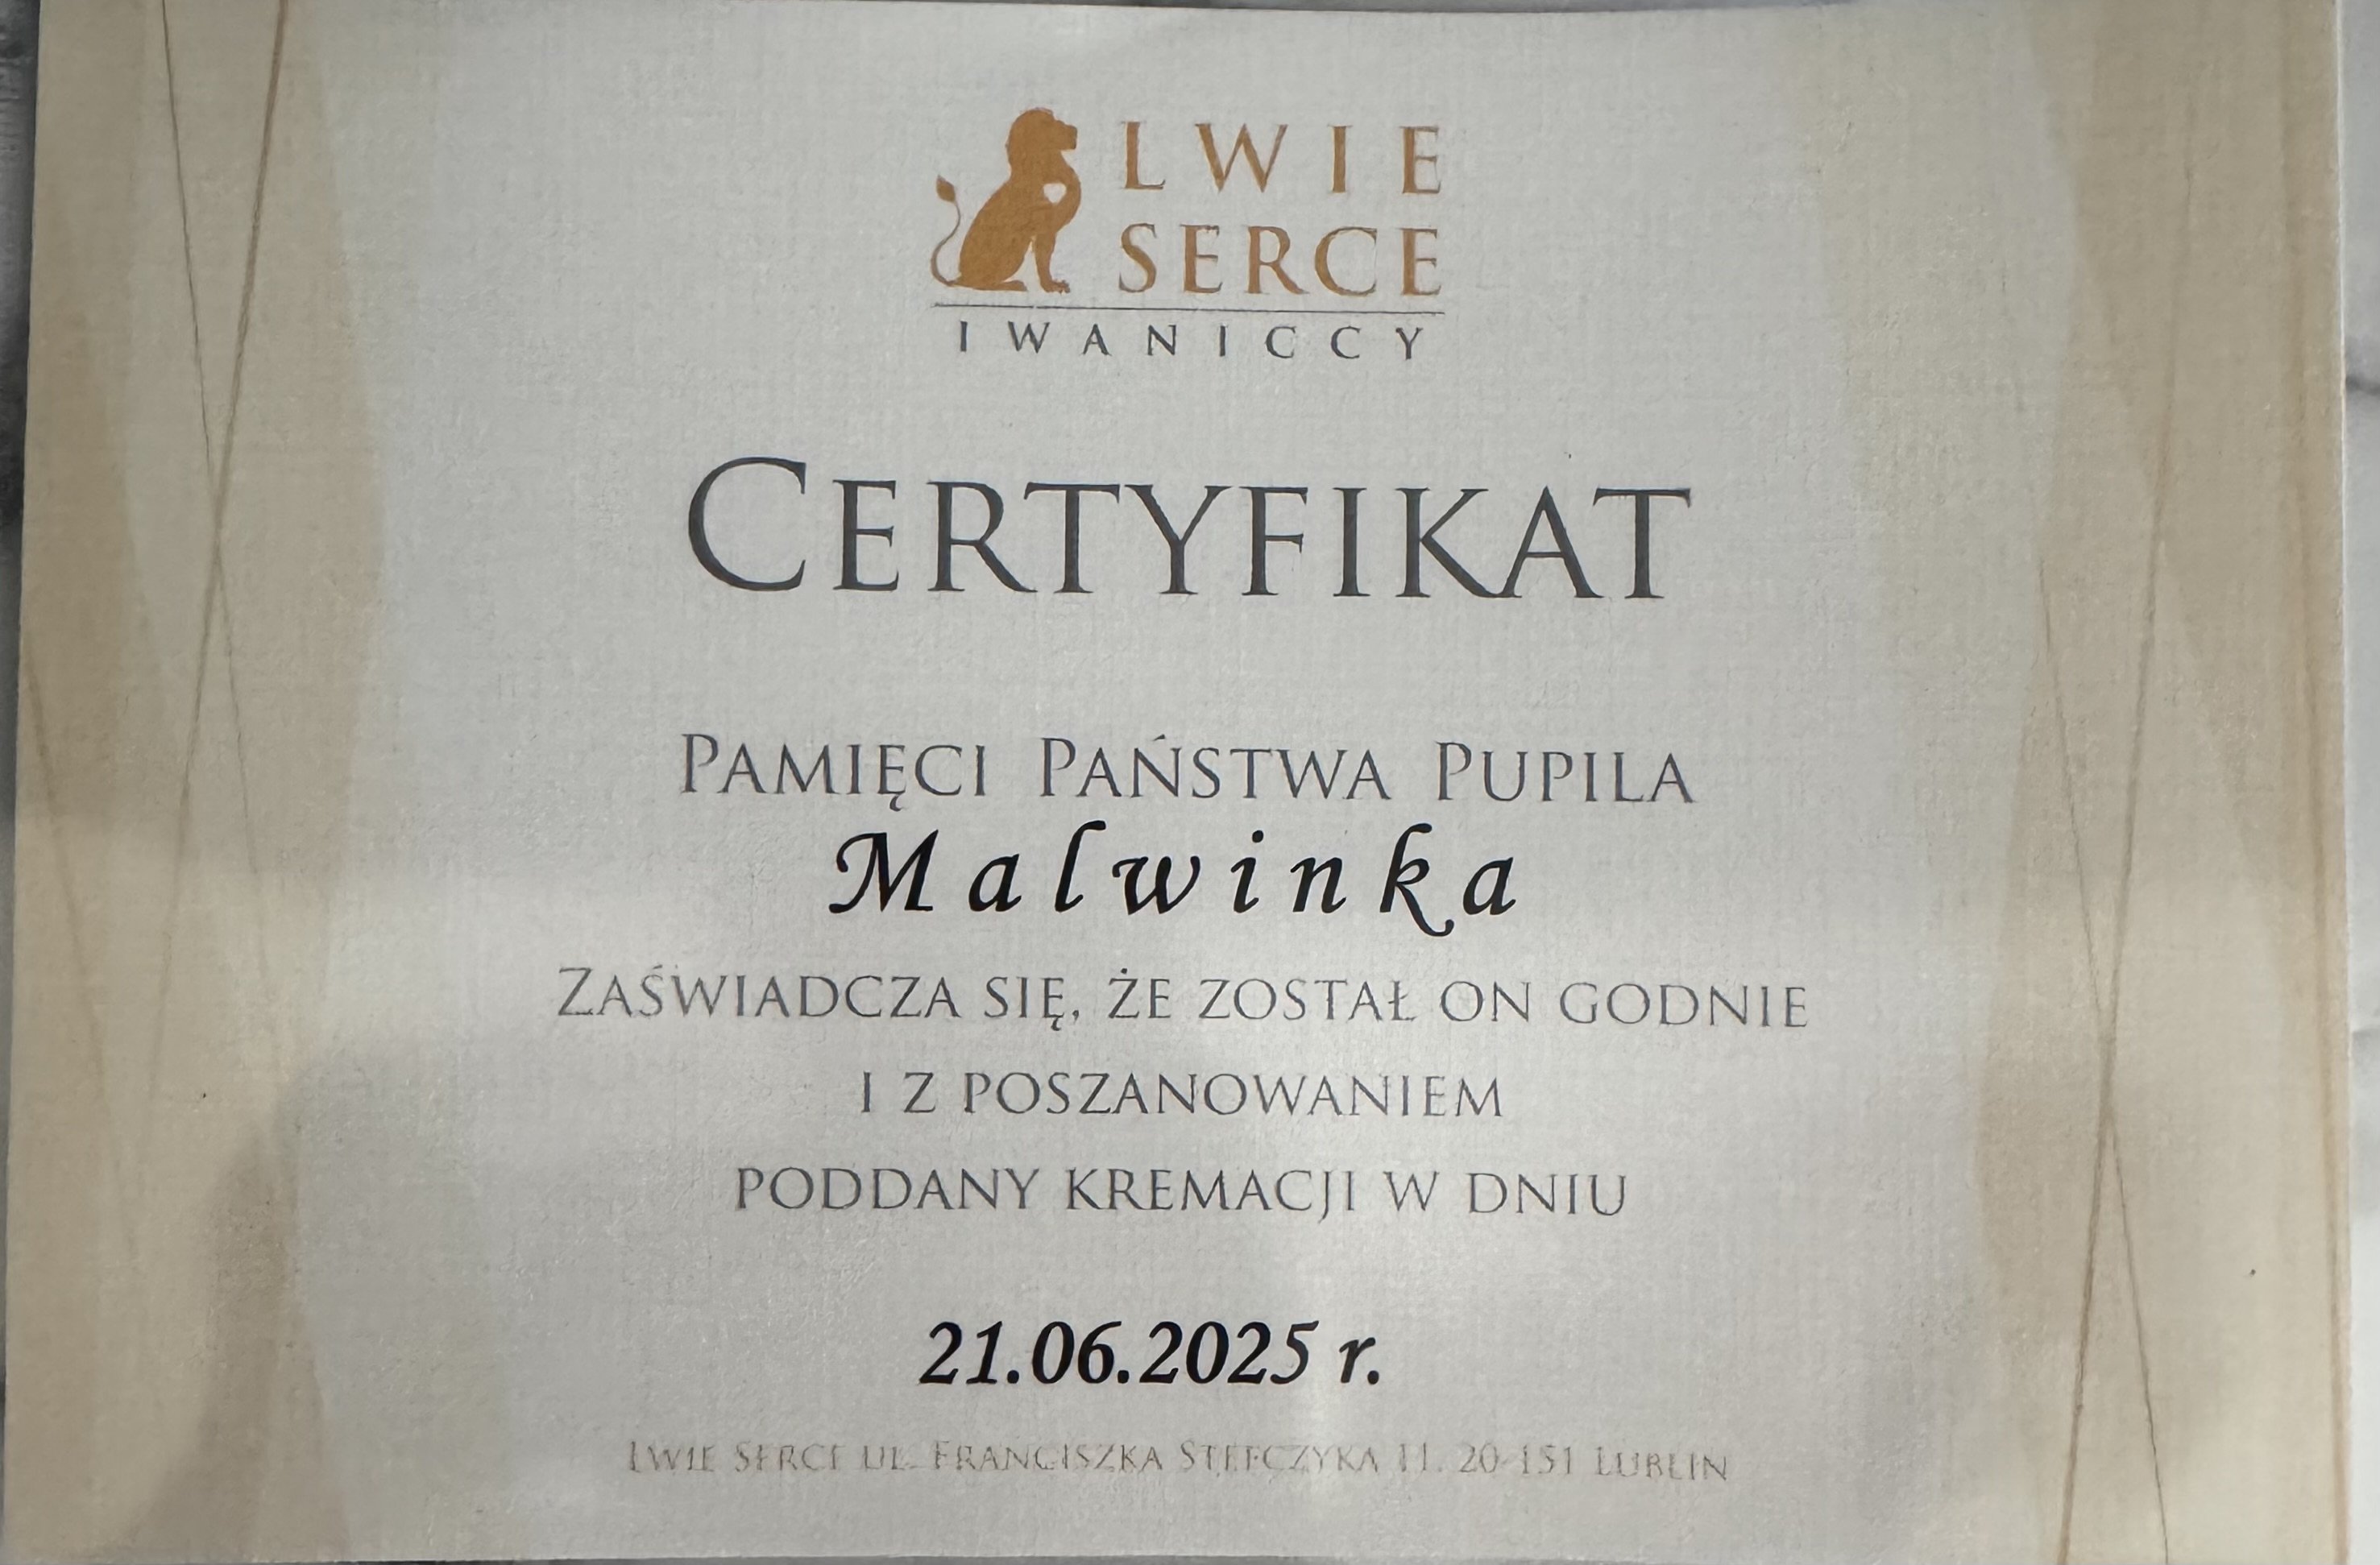 LWIE
SERCE
IWANICCY
CERTYFIKAT
PAMIĘCI PAŃSTWA PUPILA
Malwinka
ZAŚWIADCZA SIĘ, ŻE ZOSTAŁ ON GODNIE
I Z POSZANOWANIEM
PODDANY KREMACJI W DNIU
21.06.2025 r.
LWIE SERCE UL. FRANCISZKA STEFCZYKA 11. 20-151 LUBLIN